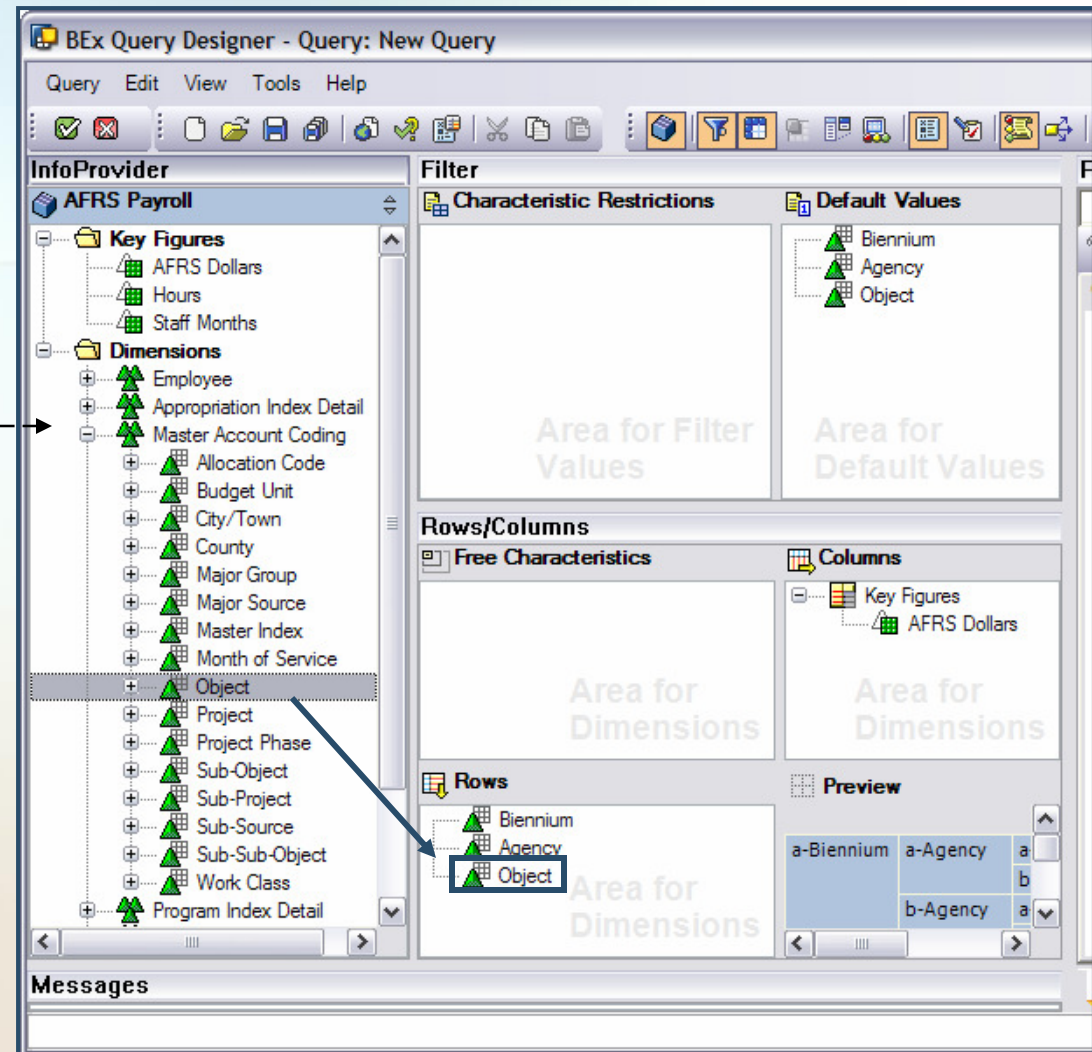 BEx Query Designer - Query: New Query
Query Edit View Tools Help
InfoProvider
AFRS Payroll
Key Figures
AFRS Dollars
Hours
Staff Months
Dimensions
Employee
Appropriation Index Detail
Master Account Coding
Allocation Code
Budget Unit
City/Town
County
Major Group
Major Source
Master Index
Month of Service
Object
Project
Project Phase
Sub-Object
Sub-Project
Sub-Source
Sub-Sub-Object
Work Class
Program Index Detail
Filter
Characteristic Restrictions
Area for Filter
Values
Default Values
Biennium
Agency
Object
Area for
Default Values
Rows/Columns
Free Characteristics
Area for
Dimensions
Columns
Key Figures
AFRS Dollars
Area for
Dimensions
Rows
Biennium
Agency
Object
Area for
Dimensions
Preview
a-Biennium a-Agency a
b
b-Agency a
Messages